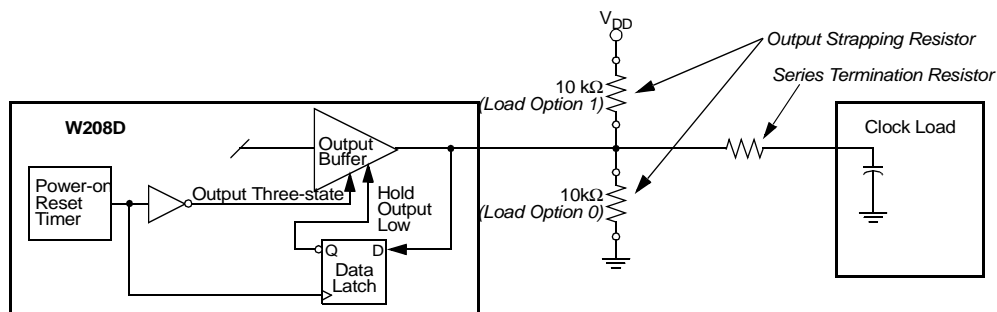 V_DD
Output Strapping Resistor
Series Termination Resistor
10 kΩ
(Load Option 1)
W208D
Output
Buffer
Clock Load
Power-on
Reset
Timer
Output Three-state
Hold
Output
Low
10kΩ
(Load Option 0)
Q
D
Data
Latch